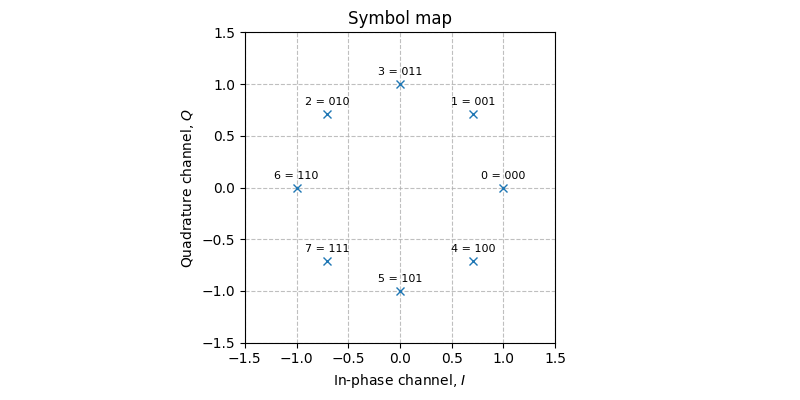 Symbol map
1.5
1.0
0.5
0.0
−0.5
−1.0
−1.5
Quadrature channel, Q
3 = 011
2 = 010
1 = 001
6 = 110
0 = 000
7 = 111
4 = 100
5 = 101
−1.5 −1.0 −0.5 0.0 0.5 1.0 1.5
In-phase channel, I